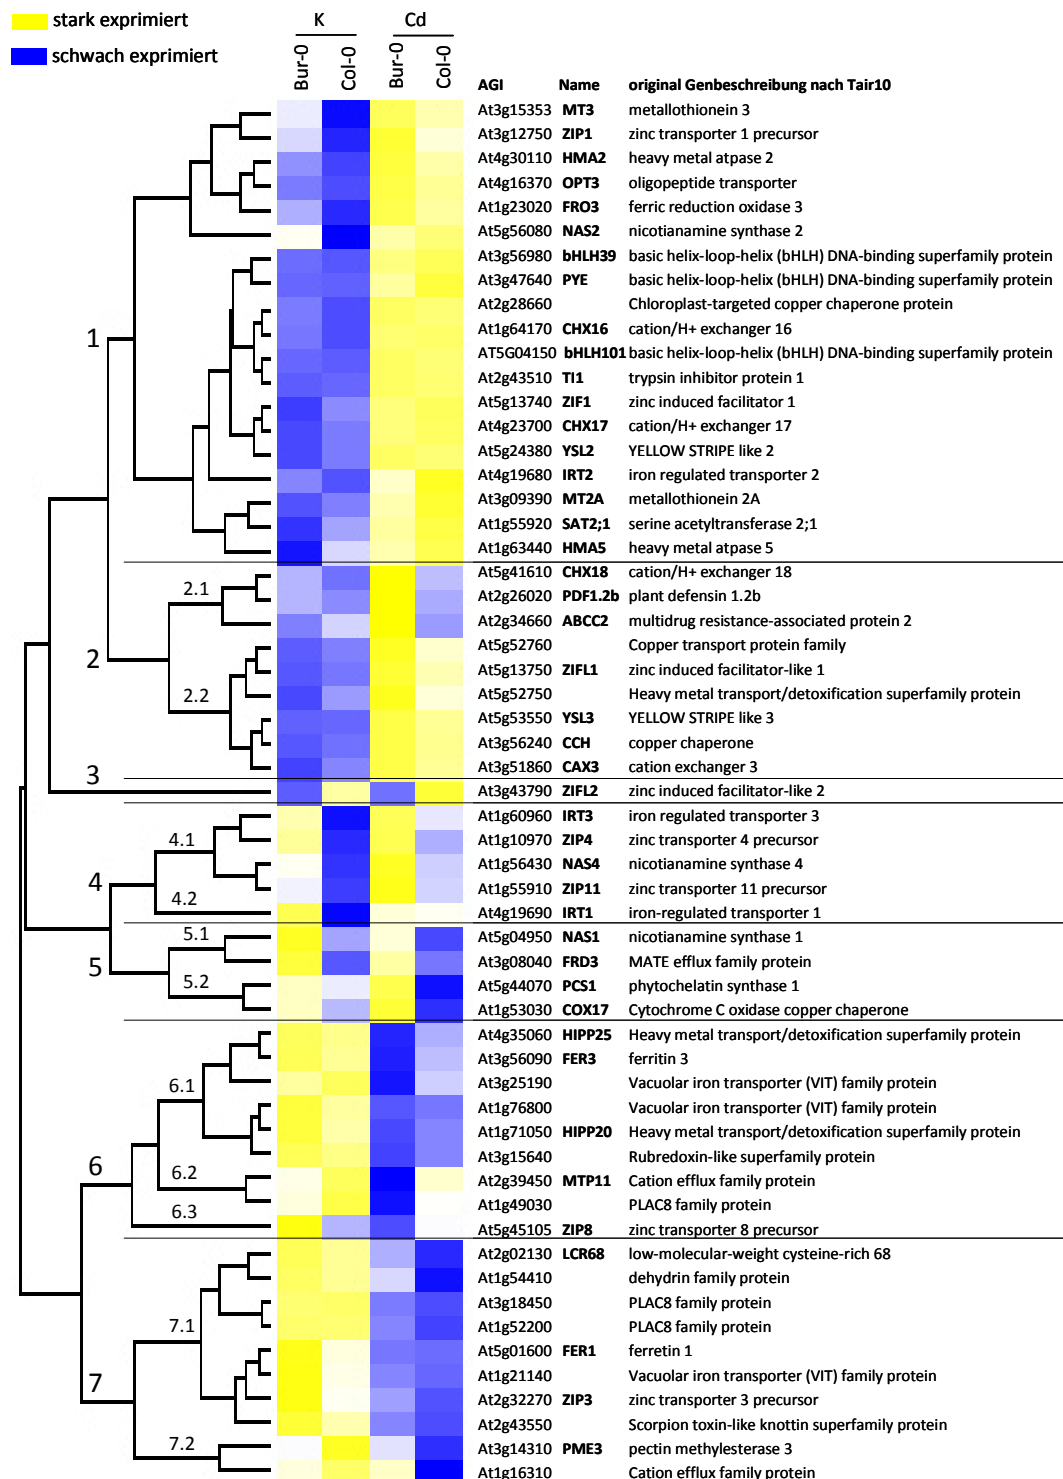 stark exprimiert
schwach exprimiert
K Cd
Bur-0 Col-0 Bur-0 Col-0
AGI Name original Genbeschreibung nach Tair10
At3g15353 MT3 metallothionein 3
At3g12750 ZIP1 zinc transporter 1 precursor
At4g30110 HMA2 heavy metal atpase 2
At4g16370 OPT3 oligopeptide transporter
At1g23020 FRO3 ferric reduction oxidase 3
At5g56080 NAS2 nicotianamine synthase 2
At3g56980 bHLH39 basic helix-loop-helix (bHLH) DNA-binding superfamily protein
At3g47640 PYE basic helix-loop-helix (bHLH) DNA-binding superfamily protein
At2g28660 Chloroplast-targeted copper chaperone protein
1 At1g64170 CHX16 cation/H+ exchanger 16
AT5G04150 bHLH101 basic helix-loop-helix (bHLH) DNA-binding superfamily protein
At2g43510 TI1 trypsin inhibitor protein 1
At5g13740 ZIF1 zinc induced facilitator 1
At4g23700 CHX17 cation/H+ exchanger 17
At5g24380 YSL2 YELLOW STRIPE like 2
At4g19680 IRT2 iron regulated transporter 2
At3g09390 MT2A metallothionein 2A
At1g55920 SAT2;1 serine acetyltransferase 2;1
At1g63440 HMA5 heavy metal atpase 5
At5g41610 CHX18 cation/H+ exchanger 18
2.1 At2g26020 PDF1.2b plant defensin 1.2b
At2g34660 ABCC2 multidrug resistance-associated protein 2
2 At5g52760 Copper transport protein family
At5g13750 ZIFL1 zinc induced facilitator-like 1
2.2 At5g52750 Heavy metal transport/detoxification superfamily protein
At5g53550 YSL3 YELLOW STRIPE like 3
At3g56240 CCH copper chaperone
3 At3g51860 CAX3 cation exchanger 3
At3g43790 ZIFL2 zinc induced facilitator-like 2
At1g60960 IRT3 iron regulated transporter 3
4.1 At1g10970 ZIP4 zinc transporter 4 precursor
At1g56430 NAS4 nicotianamine synthase 4
4 At1g55910 ZIP11 zinc transporter 11 precursor
4.2 At4g19690 IRT1 iron-regulated transporter 1
5.1 At5g04950 NAS1 nicotianamine synthase 1
5 At3g08040 FRD3 MATE efflux family protein
5.2 At5g44070 PCS1 phytochelatin synthase 1
At1g53030 COX17 Cytochrome C oxidase copper chaperone
At4g35060 HIPP25 Heavy metal transport/detoxification superfamily protein
At3g56090 FER3 ferritin 3
6.1 At3g25190 Vacuolar iron transporter (VIT) family protein
At1g76800 Vacuolar iron transporter (VIT) family protein
At1g71050 HIPP20 Heavy metal transport/detoxification superfamily protein
At3g15640 Rubredoxin-like superfamily protein
6 6.2 At2g39450 MTP11 Cation efflux family protein
6.3 At1g49030 PLAC8 family protein
At5g45105 ZIP8 zinc transporter 8 precursor
At2g02130 LCR68 low-molecular-weight cysteine-rich 68
At1g54410 dehydrin family protein
At3g18450 PLAC8 family protein
7.1 At1g52200 PLAC8 family protein
At5g01600 FER1 ferretin 1
7 At1g21140 Vacuolar iron transporter (VIT) family protein
At2g32270 ZIP3 zinc transporter 3 precursor
At2g43550 Scorpion toxin-like knottin superfamily protein
7.2 At3g14310 PME3 pectin methylesterase 3
At1g16310 Cation efflux family protein